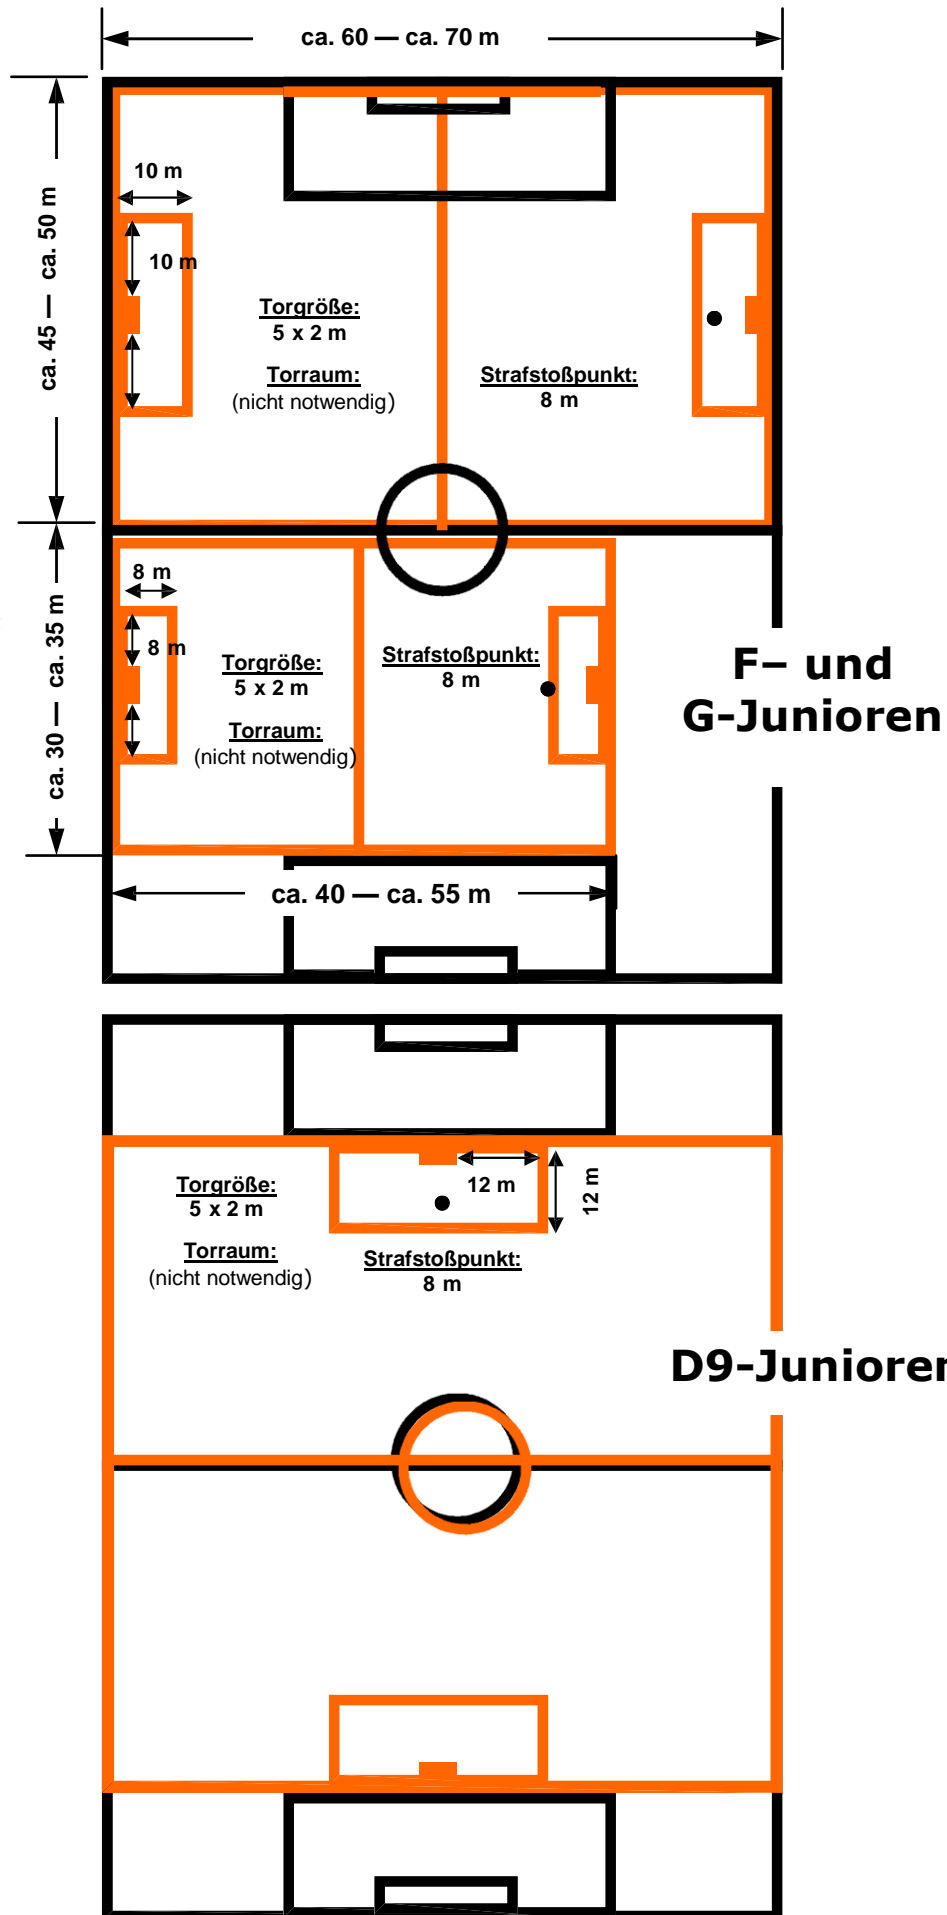 ca. 60 — ca. 70 m
ca. 45 — ca. 50 m
10 m
10 m
Torgröße:
5 x 2 m
Torraum:
(nicht notwendig)
Strafstoßpunkt:
8 m
ca. 30 — ca. 35 m
8 m
8 m
Torgröße:
5 x 2 m
Torraum:
(nicht notwendig)
Strafstoßpunkt:
8 m
F– und
G-Junioren
ca. 40 — ca. 55 m
12 m
12 m
Torgröße:
5 x 2 m
Torraum:
(nicht notwendig)
Strafstoßpunkt:
8 m
D9-Junioren